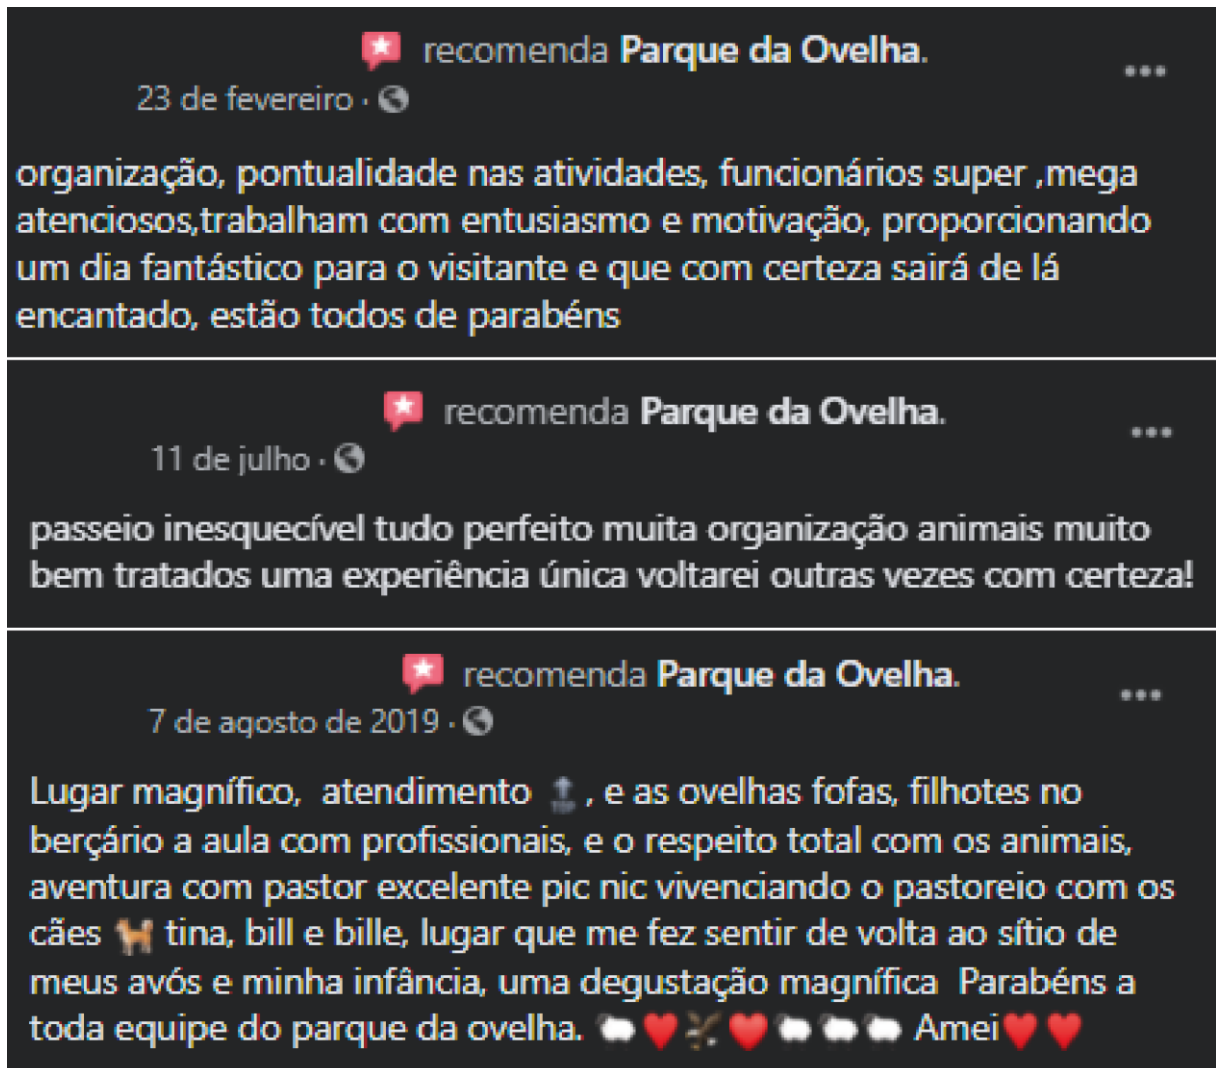 recomenda Parque da Ovelha.
23 de fevereiro ·
organização, pontualidade nas atividades, funcionários super ,mega
atenciosos,trabalham com entusiasmo e motivação, proporcionando
um dia fantástico para o visitante e que com certeza sairá de lá
encantado, estão todos de parabéns
recomenda Parque da Ovelha.
11 de julho ·
passeio inesquecível tudo perfeito muita organização animais muito
bem tratados uma experiência única voltarei outras vezes com certeza!
recomenda Parque da Ovelha.
7 de agosto de 2019 ·
Lugar magnífico, atendimento 🔝, e as ovelhas fofas, filhotes no
berçário a aula com profissionais, e o respeito total com os animais,
aventura com pastor excelente pic nic vivenciando o pastoreio com os
cães 🐕 tina, bill e bille, lugar que me fez sentir de volta ao sítio de
meus avós e minha infância, uma degustação magnífica Parabéns a
toda equipe do parque da ovelha. 🐑❤️🦅❤️🐑🐑🐑 Amei❤️❤️